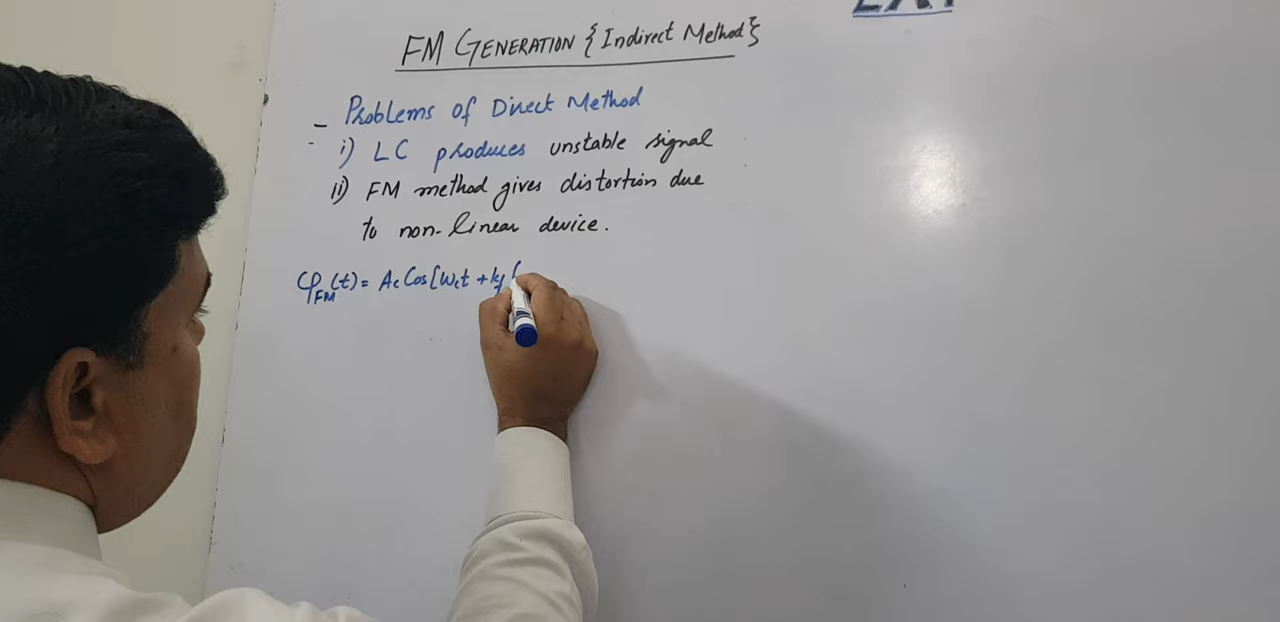 FM GENERATION {Indirect Method}
- Problems of Direct Method
i) LC produces unstable signal
ii) FM method gives distortion due
to non-linear device.
φFM(t) = Ac Cos[Wct + kf ∫